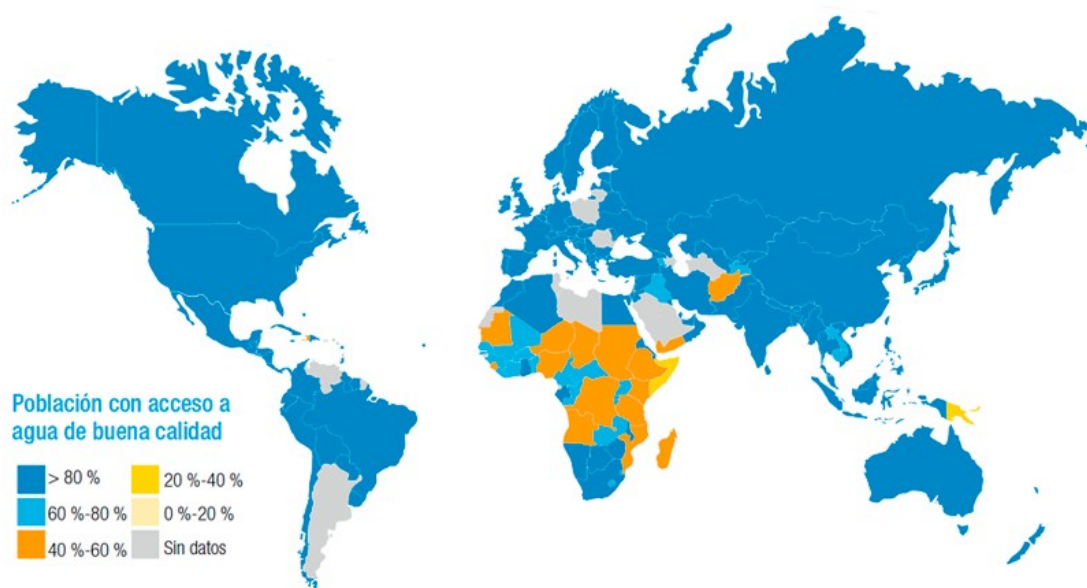 Población con acceso a
agua de buena calidad
> 80 %
60 %-80 %
40 %-60 %
20 %-40 %
0 %-20 %
Sin datos